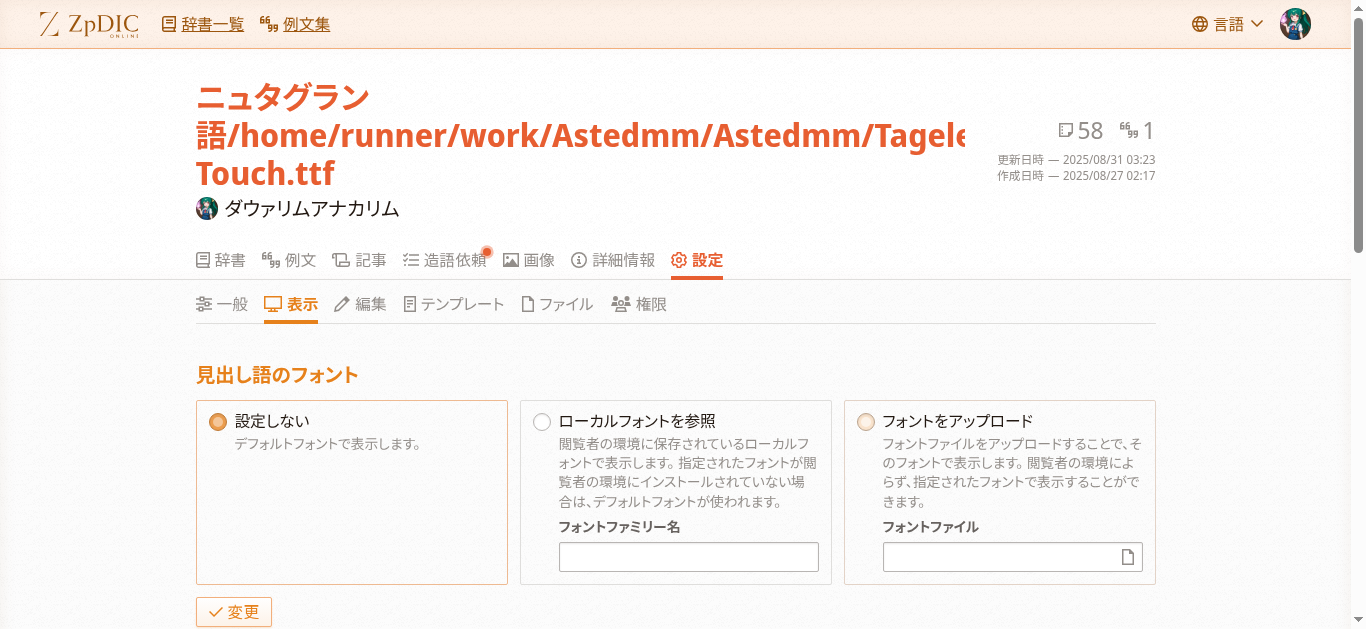 ZpDIC ONLINE 辞書一覧 例文集 言語
ニュタグラン
語/home/runner/work/Astedmm/Astedmm/Tagele
Touch.ttf
58 1
更新日時 — 2025/08/31 03:23
作成日時 — 2025/08/27 02:17
ダウァリムアナカリム
辞書 例文 記事 造語依頼 画像 詳細情報 設定
一般 表示 編集 テンプレート ファイル 権限
見出し語のフォント
設定しない
デフォルトフォントで表示します。
ローカルフォントを参照
閲覧者の環境に保存されているローカルフ
ォントで表示します。指定されたフォントが閲
覧者の環境にインストールされていない場
合は、デフォルトフォントが使われます。
フォントファミリー名
フォントをアップロード
フォントファイルをアップロードすることで、そ
のフォントで表示します。閲覧者の環境によ
らず、指定されたフォントで表示することがで
きます。
フォントファイル
変更